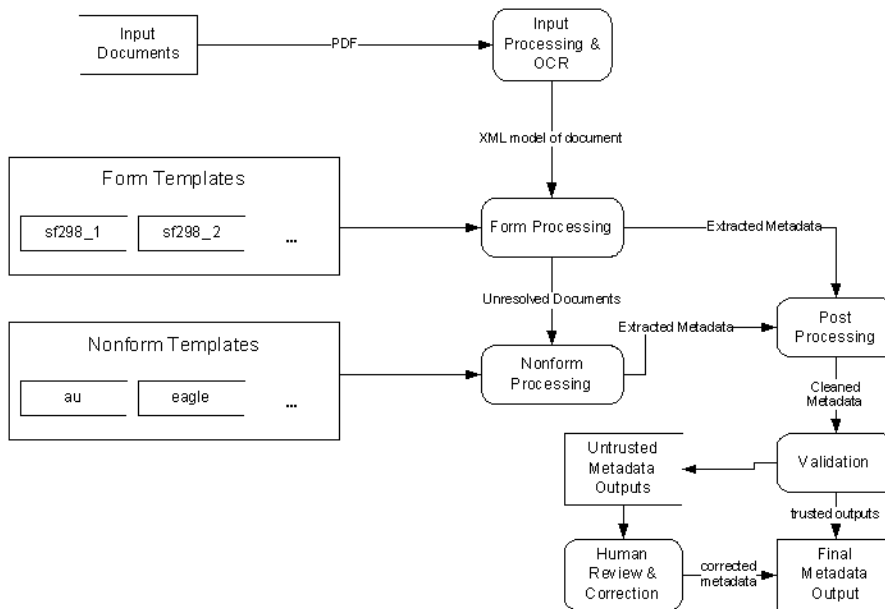 Input
Documents
PDF
Input
Processing &
OCR
XML model of document
Form Templates
sf298_1
sf298_2
...
Form Processing
Extracted Metadata
Unresolved Documents
Nonform Templates
au
eagle
...
Nonform
Processing
Extracted Metadata
Post
Processing
Cleaned
Metadata
Untrusted
Metadata
Outputs
Validation
trusted outputs
Human
Review &
Correction
corrected
metadata
Final
Metadata
Output